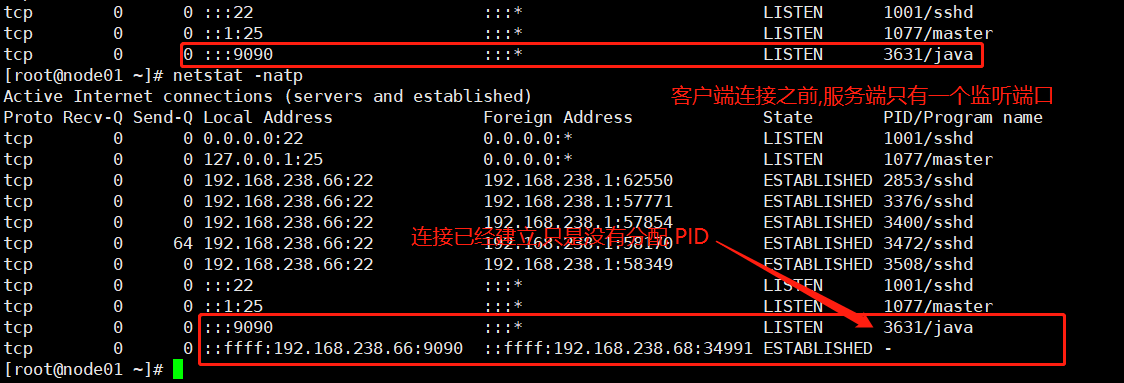 tcp 0 0 :::22 :::* LISTEN 1001/sshd
tcp 0 0 ::1:25 :::* LISTEN 1077/master
tcp 0 0 :::9090 :::* LISTEN 3631/java
[root@node01 ~]# netstat -natp
Active Internet connections (servers and established)
客户端连接之前,服务端只有一个监听端口
Proto Recv-Q Send-Q Local Address Foreign Address State PID/Program name
tcp 0 0 0.0.0.0:22 0.0.0.0:* LISTEN 1001/sshd
tcp 0 0 127.0.0.1:25 0.0.0.0:* LISTEN 1077/master
tcp 0 0 192.168.238.66:22 192.168.238.1:62550 ESTABLISHED 2853/sshd
tcp 0 0 192.168.238.66:22 192.168.238.1:57771 ESTABLISHED 3376/sshd
tcp 0 0 192.168.238.66:22 192.168.238.1:57854 ESTABLISHED 3400/sshd
连接已经建立,只是没有分配 PID
tcp 0 64 192.168.238.66:22 192.168.238.1:58170 ESTABLISHED 3472/sshd
tcp 0 0 192.168.238.66:22 192.168.238.1:58349 ESTABLISHED 3508/sshd
tcp 0 0 :::22 :::* LISTEN 1001/sshd
tcp 0 0 ::1:25 :::* LISTEN 1077/master
tcp 0 0 :::9090 :::* LISTEN 3631/java
tcp 0 0 ::ffff:192.168.238.66:9090 ::ffff:192.168.238.68:34991 ESTABLISHED -
[root@node01 ~]#